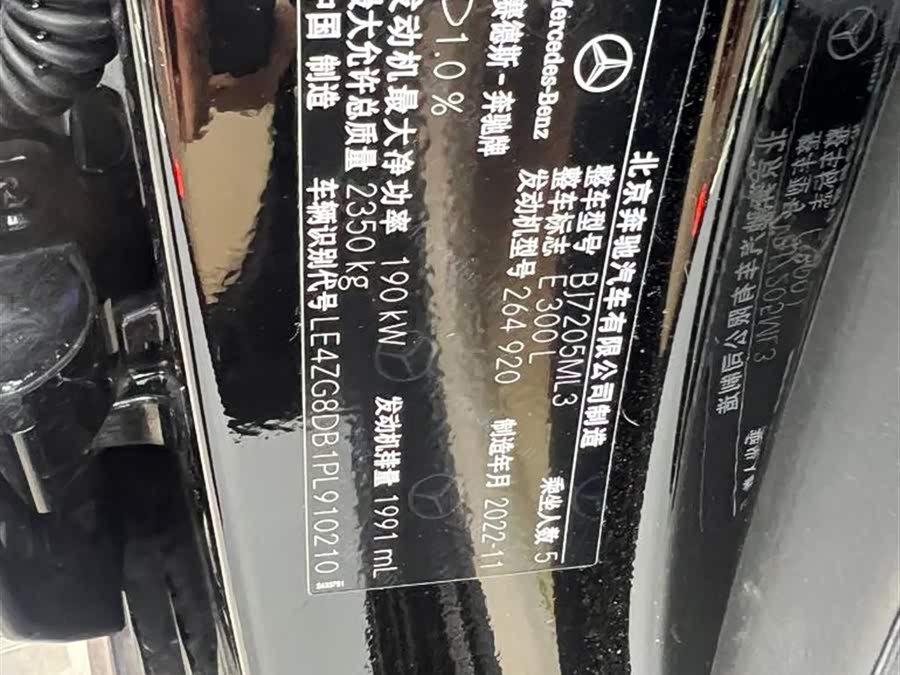 北京奔驰汽车有限公司制造
Mercedes-Benz
整车型号 BJ7205ML3
整车标志 E 300 L
乘坐人数 5
赛德斯-奔驰牌
发动机型号 264 920
制造年月 2022-11
1.0 %
发动机最大净功率 190 kW
发动机排量 1991 mL
最大允许总质量 2350 kg
中国 制造
车辆识别代号 LE4ZG8DB1PL910210